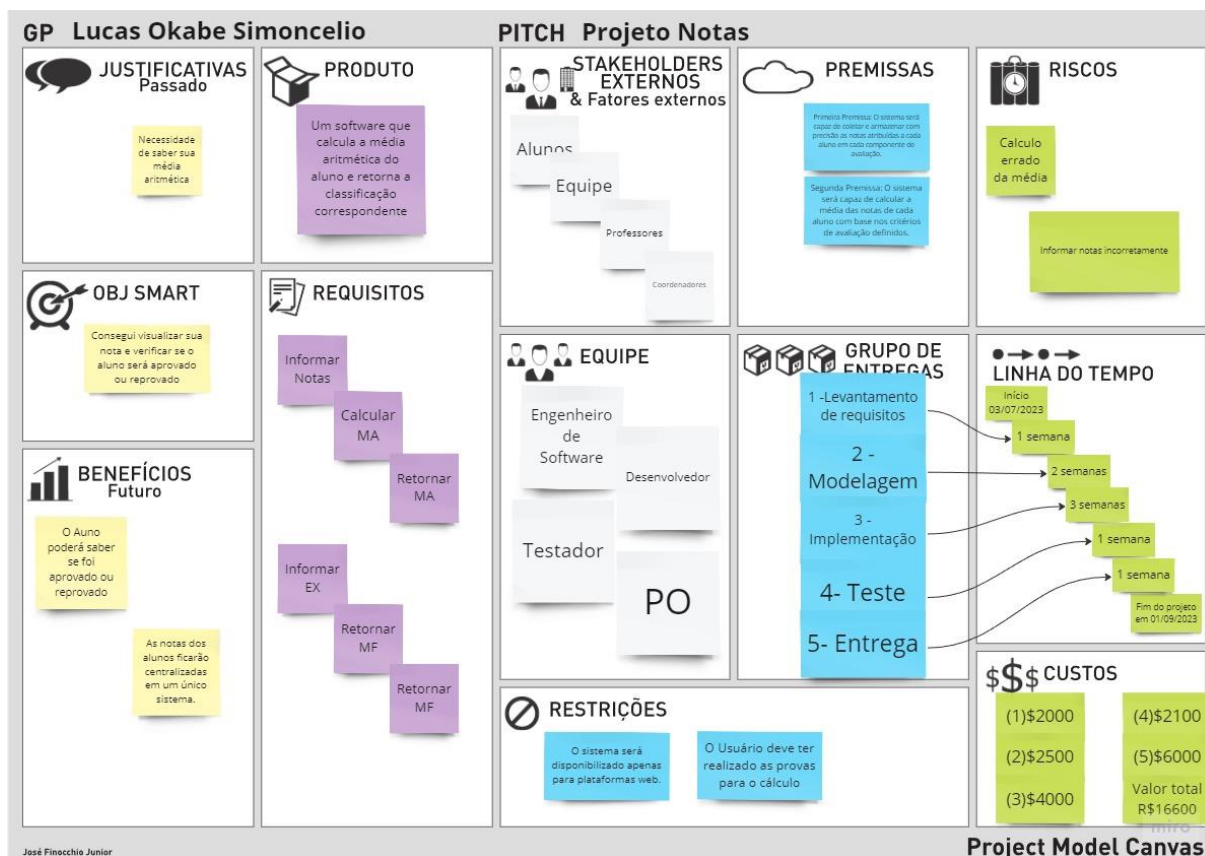 GP Lucas Okabe Simoncelio
PITCH Projeto Notas
JUSTIFICATIVAS
Passado
Necessidade
de saber sua
média
aritmética
PRODUTO
Um software que
calcula a média
aritmética do
aluno e retorna a
classificação
correspondente
STAKEHOLDERS
EXTERNOS
& Fatores externos
Alunos
Equipe
Professores
Coordenadores
PREMISSAS
Primeira Premissa: O sistema será
capaz de coletar e armazenar com
precisão as notas atribuídas a cada
aluno em cada componente de
avaliação.
Segunda Premissa: O sistema
será capaz de calcular a
média das notas de cada
aluno com base nos critérios
de avaliação definidos.
RISCOS
Calculo
errado
da média
Informar notas incorretamente
OBJ SMART
Consegui visualizar sua
nota e verificar se o
aluno será aprovado
ou reprovado
REQUISITOS
Informar
Notas
Calcular
MA
Retornar
MA
Informar
EX
Retornar
MF
Retornar
MF
EQUIPE
Engenheiro
de
Software
Desenvolvedor
Testador
PO
GRUPO DE
ENTREGAS
1 -Levantamento
de requisitos
2 -
Modelagem
3 -
Implementação
4- Teste
5- Entrega
LINHA DO TEMPO
Início
03/07/2023
1 semana
2 semanas
3 semanas
1 semana
1 semana
Fim do projeto
em 01/09/2023
BENEFÍCIOS
Futuro
O Auno
poderá saber
se foi
aprovado ou
reprovado
As notas dos
alunos ficarão
centralizadas
em um único
sistema.
RESTRIÇÕES
O sistema será
disponibilizado apenas
para plataformas web.
O Usuário deve ter
realizado as provas
para o cálculo
$$$ CUSTOS
(1)$2000
(4)$2100
(2)$2500
(5)$6000
(3)$4000
Valor total
R$16600
miro
José Finocchio Junior
Project Model Canvas